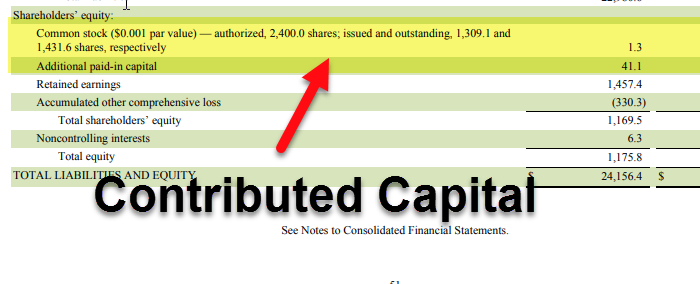 Shareholders' equity:
Common stock ($0.001 par value) — authorized, 2,400.0 shares; issued and outstanding, 1,309.1 and
1,431.6 shares, respectively 1.3
Additional paid-in capital 41.1
Retained earnings 1,457.4
Accumulated other comprehensive loss (330.3)
Total shareholders' equity 1,169.5
Noncontrolling interests 6.3
Total equity 1,175.8
TOTAL LIABILITIES AND EQUITY $ 24,156.4 $
Contributed Capital
See Notes to Consolidated Financial Statements.